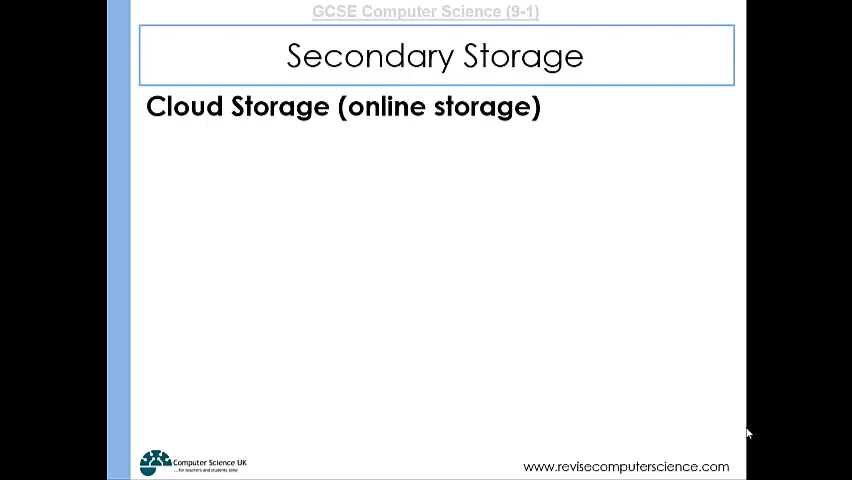 GCSE Computer Science (9-1)
Secondary Storage
Cloud Storage (online storage)
Computer Science UK
...for teachers and students alike
www.revisecomputerscience.com